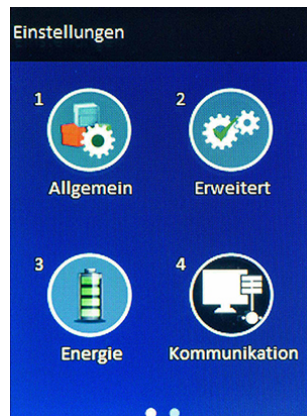 Einstellungen
1
2
Allgemein
Erweitert
3
4
Energie
Kommunikation